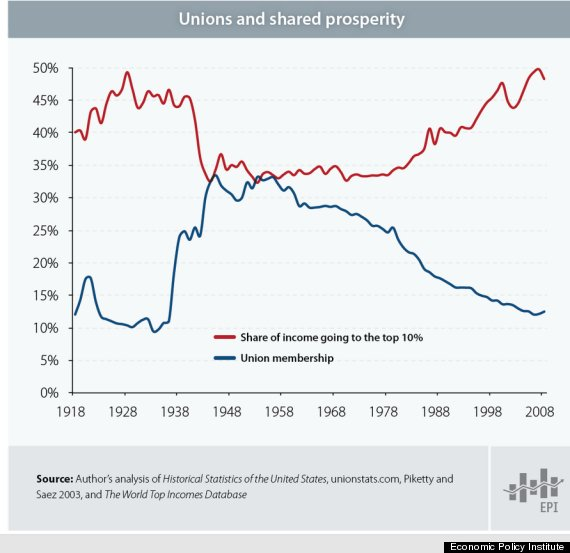 Unions and shared prosperity
50%
45%
40%
35%
30%
25%
20%
15%
10%
5%
0%
Share of income going to the top 10%
Union membership
1918 1928 1938 1948 1958 1968 1978 1988 1998 2008
Source: Author's analysis of Historical Statistics of the United States, unionstats.com, Piketty and
Saez 2003, and The World Top Incomes Database
EPI
Economic Policy Institute